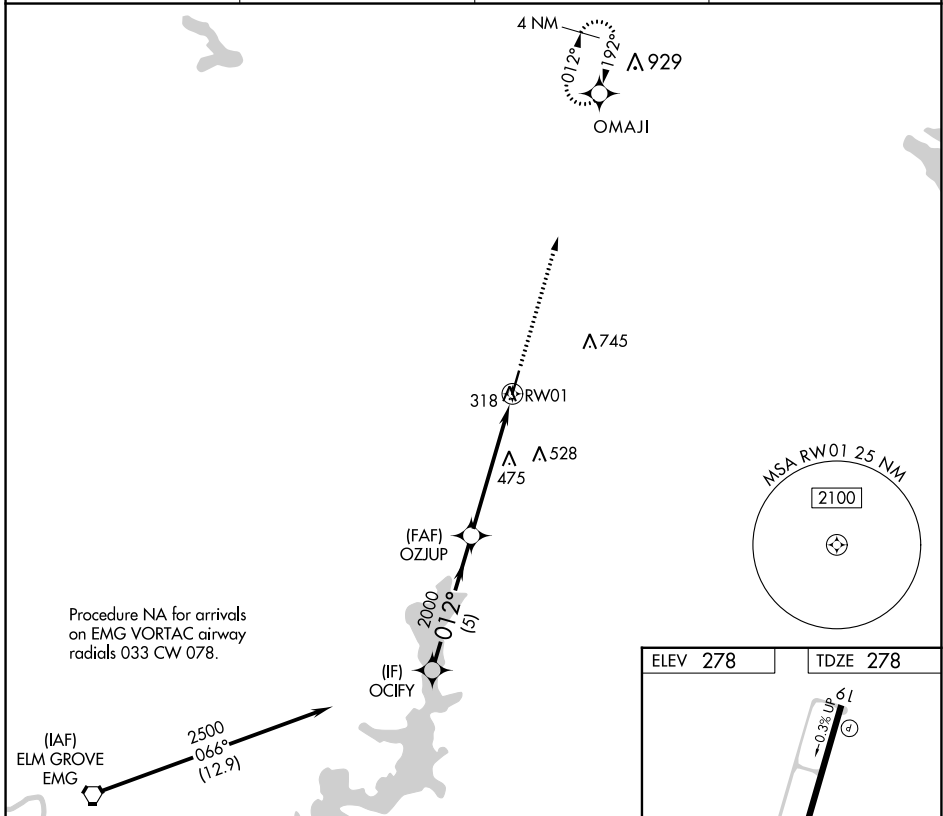 4 NM
012°
192°
929
OMAJI
745
318
RW01
528
475
(FAF)
OZJUP
MSA RW01 25 NM
2100
2000
012°
(5)
Procedure NA for arrivals
on EMG VORTAC airway
radials 033 CW 078.
(IF)
OCIFY
2500
066°
(12.9)
(IAF)
ELM GROVE
EMG
ELEV 278
TDZE 278
19
0.3% UP
P